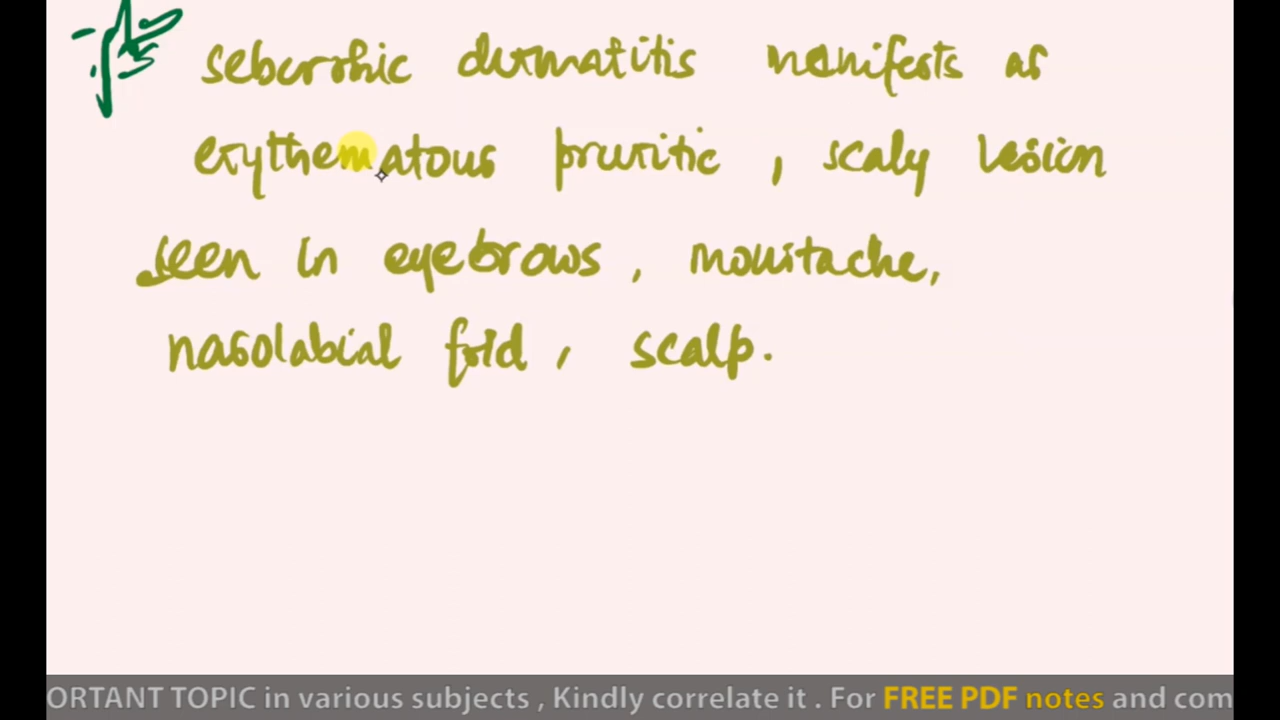 seborrhic dermatitis manifests as
erythematous pruritic , scaly lesion
seen in eyebrows , moustache,
nasolabial fold , scalp.
ORTANT TOPIC in various subjects , Kindly correlate it . For FREE PDF notes and com